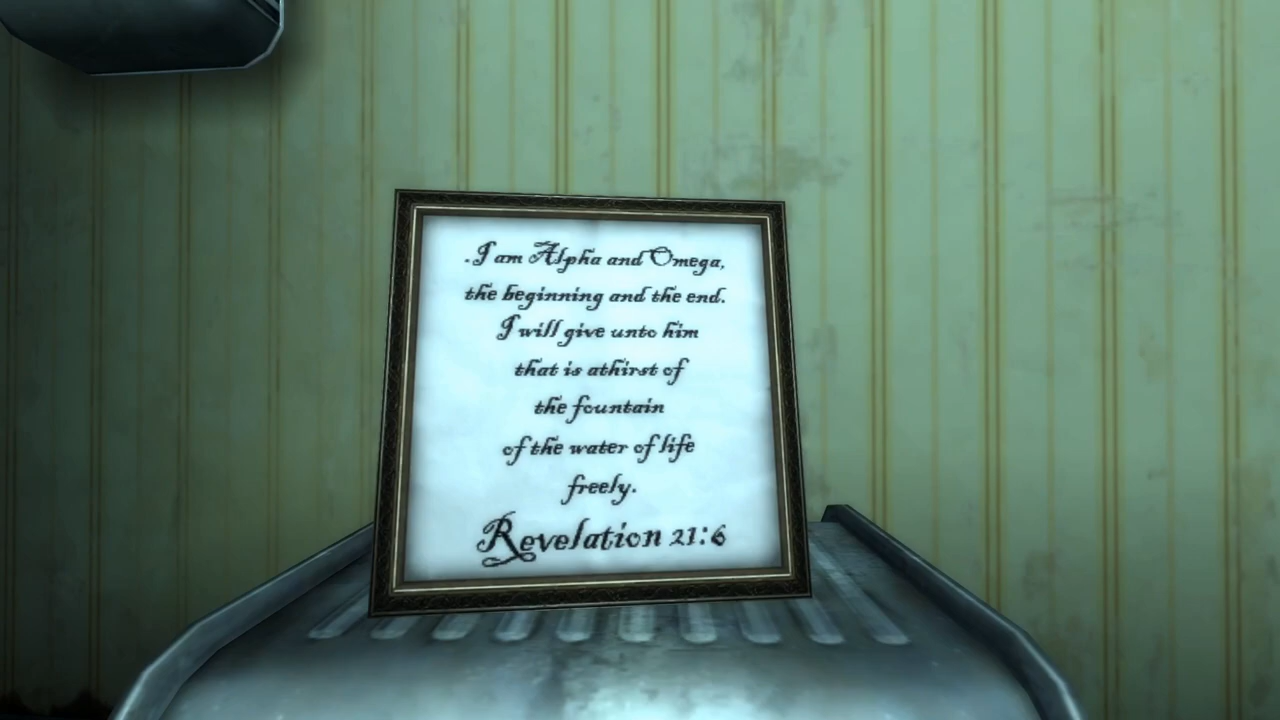 .I am Alpha and Omega,
the beginning and the end.
I will give unto him
that is athirst of
the fountain
of the water of life
freely.
Revelation 21:6